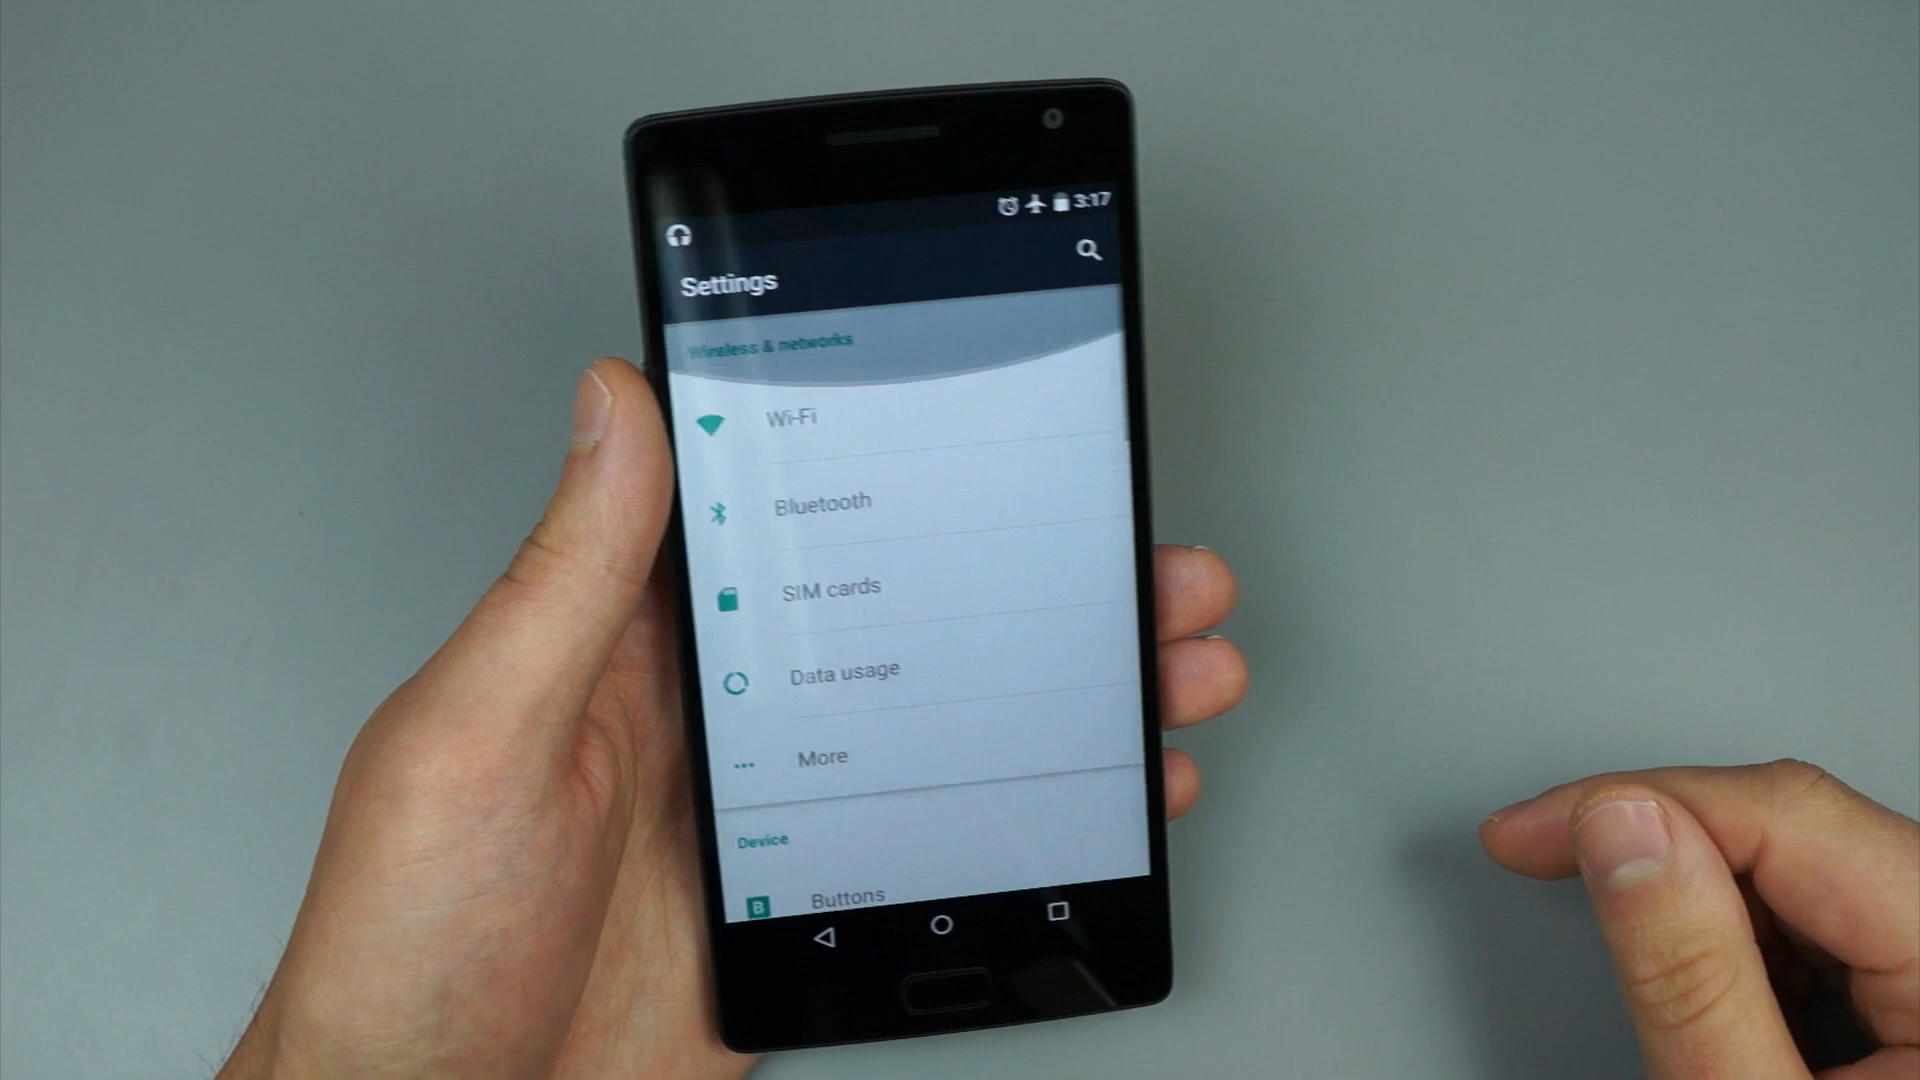 3:17
Settings
Wireless & networks
Wi-Fi
Bluetooth
SIM cards
Data usage
More
Device
B
Buttons